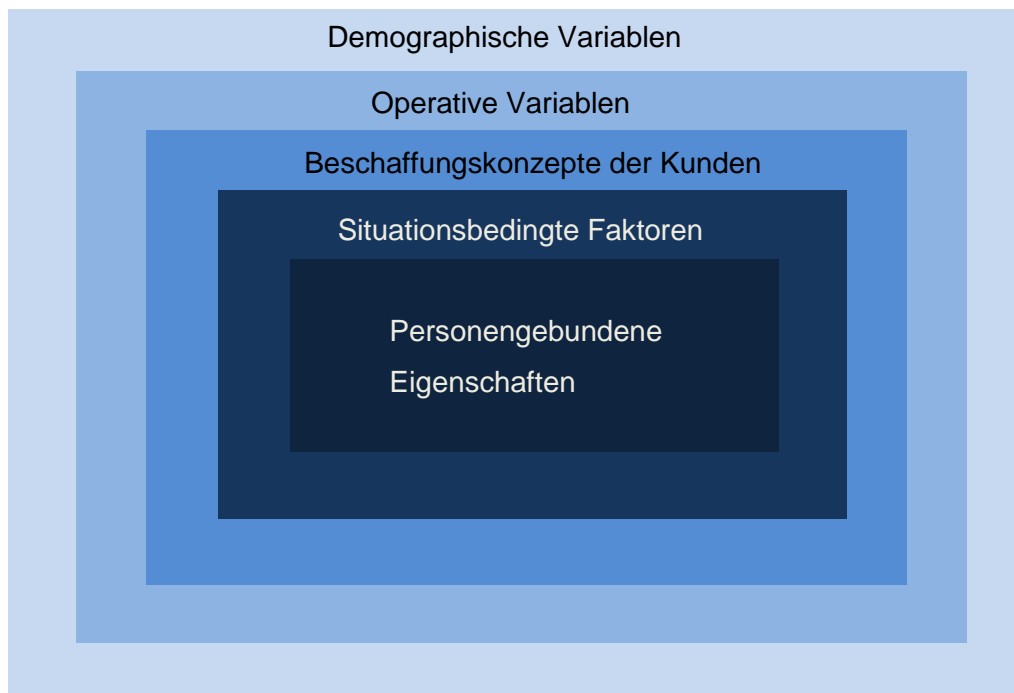 Demographische Variablen
Operative Variablen
Beschaffungskonzepte der Kunden
Situationsbedingte Faktoren
Personengebundene
Eigenschaften